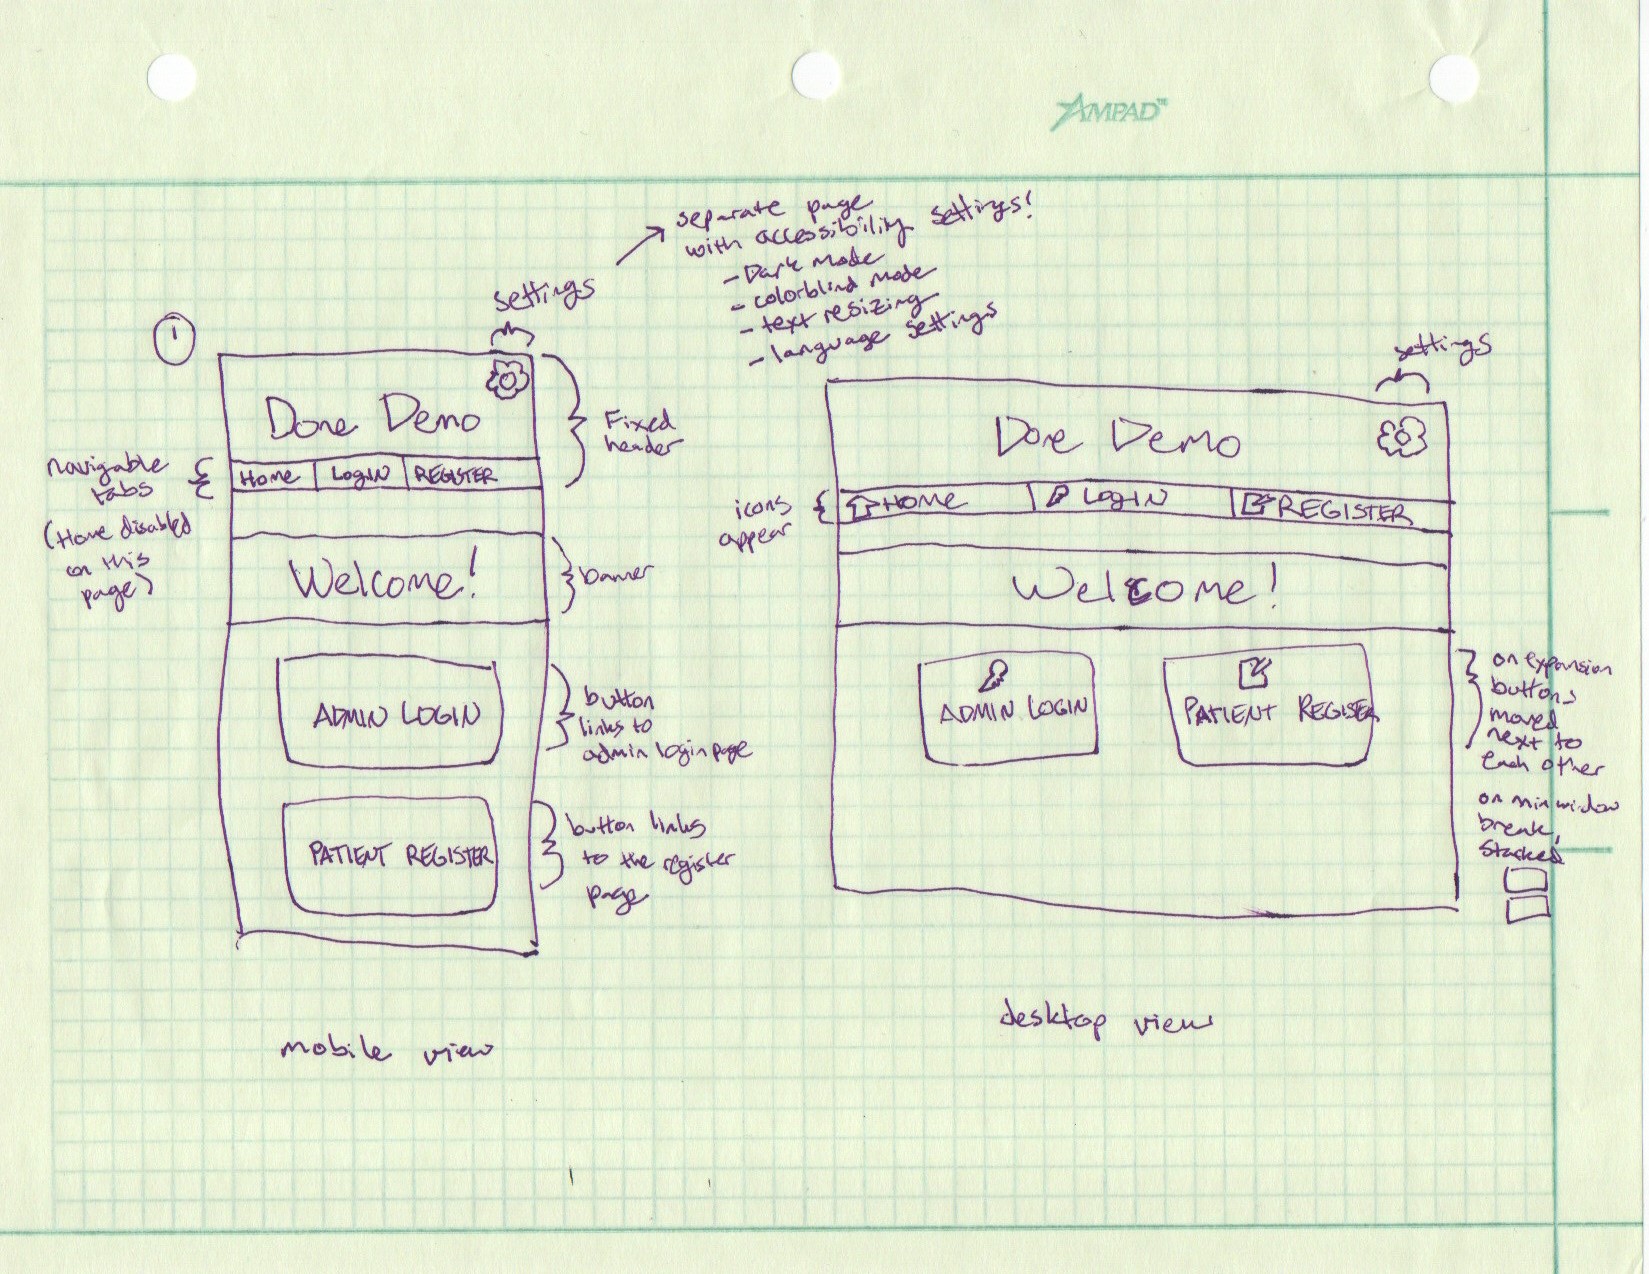 AMPAD™
separate page
with accessibility settings!
- Dark mode
- colorblind mode
- text resizing
- language settings
settings
1
Done Demo
Home
LOGIN
REGISTER
Fixed
header
navigable
tabs
(Home disabled
on this
page)
Welcome!
banner
ADMIN LOGIN
button
links to
admin login page
PATIENT REGISTER
button links
to the register
page
mobile view
settings
Done Demo
icons
appear
HOME
LOGIN
REGISTER
Welcome!
ADMIN LOGIN
PATIENT REGISTER
on expansion
buttons
moved
next to
each other
on min window
break,
stacked
desktop view